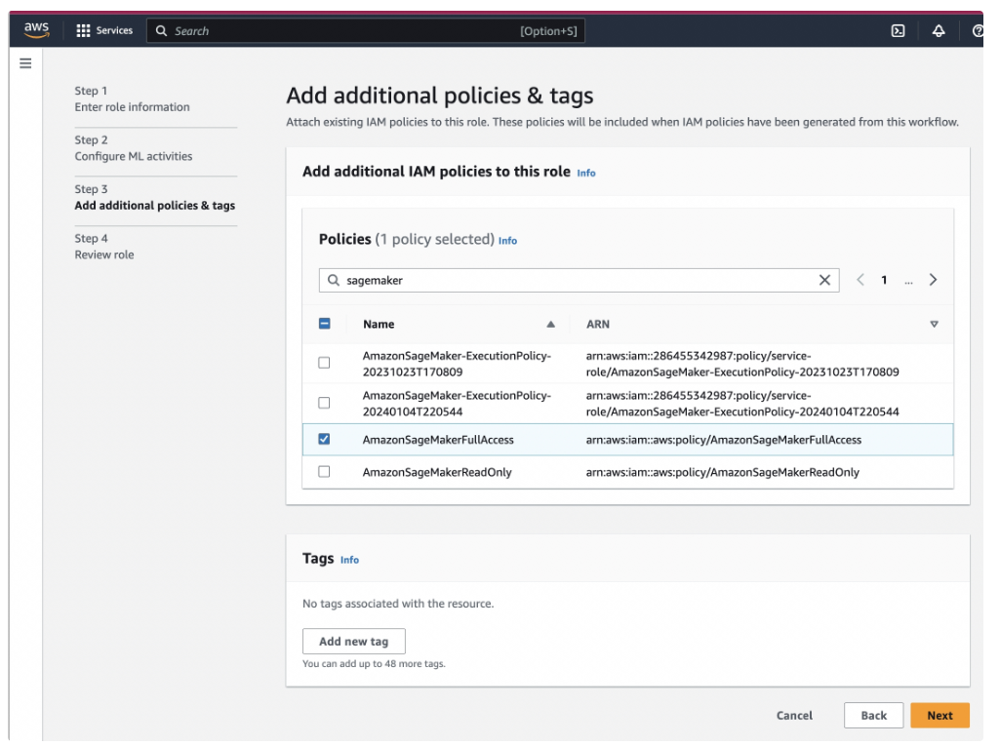 aws
Services
Search
[Option+S]
Step 1
Enter role information
Step 2
Configure ML activities
Step 3
Add additional policies & tags
Step 4
Review role
Add additional policies & tags
Attach existing IAM policies to this role. These policies will be included when IAM policies have been generated from this workflow.
Add additional IAM policies to this role Info
Policies (1 policy selected) Info
sagemaker
1 ...
Name
ARN
AmazonSageMaker-ExecutionPolicy-
20231023T170809
arn:aws:iam::286455342987:policy/service-
role/AmazonSageMaker-ExecutionPolicy-20231023T170809
AmazonSageMaker-ExecutionPolicy-
20240104T220544
arn:aws:iam::286455342987:policy/service-
role/AmazonSageMaker-ExecutionPolicy-20240104T220544
AmazonSageMakerFullAccess
arn:aws:iam::aws:policy/AmazonSageMakerFullAccess
AmazonSageMakerReadOnly
arn:aws:iam::aws:policy/AmazonSageMakerReadOnly
Tags Info
No tags associated with the resource.
Add new tag
You can add up to 48 more tags.
Cancel
Back
Next